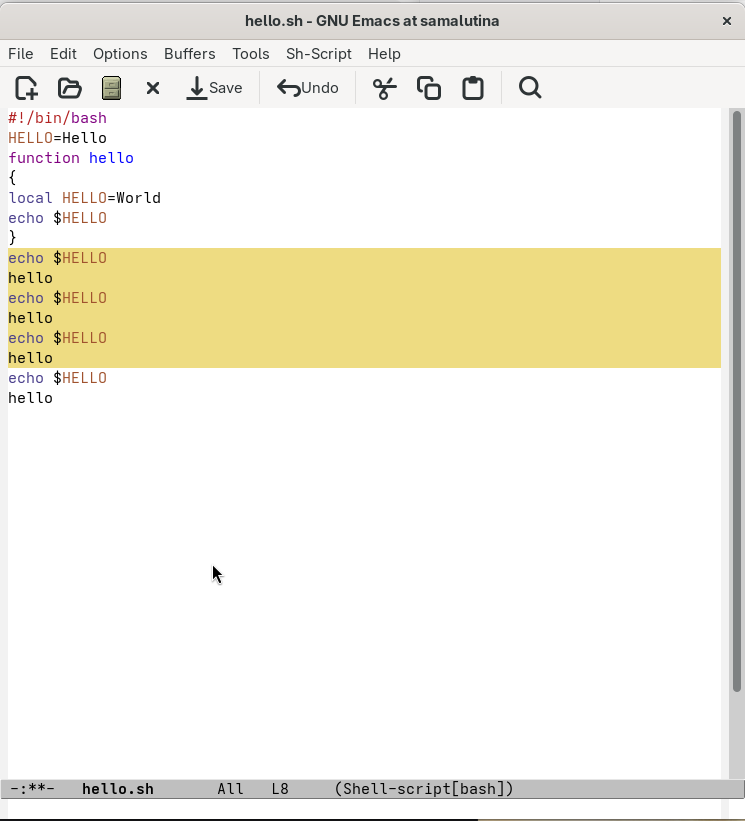 hello.sh - GNU Emacs at samalutina
File Edit Options Buffers Tools Sh-Script Help
Save Undo
#!/bin/bash
HELLO=Hello
function hello
{
local HELLO=World
echo $HELLO
}
echo $HELLO
hello
echo $HELLO
hello
echo $HELLO
hello
echo $HELLO
hello
-:**- hello.sh All L8 (Shell-script[bash])